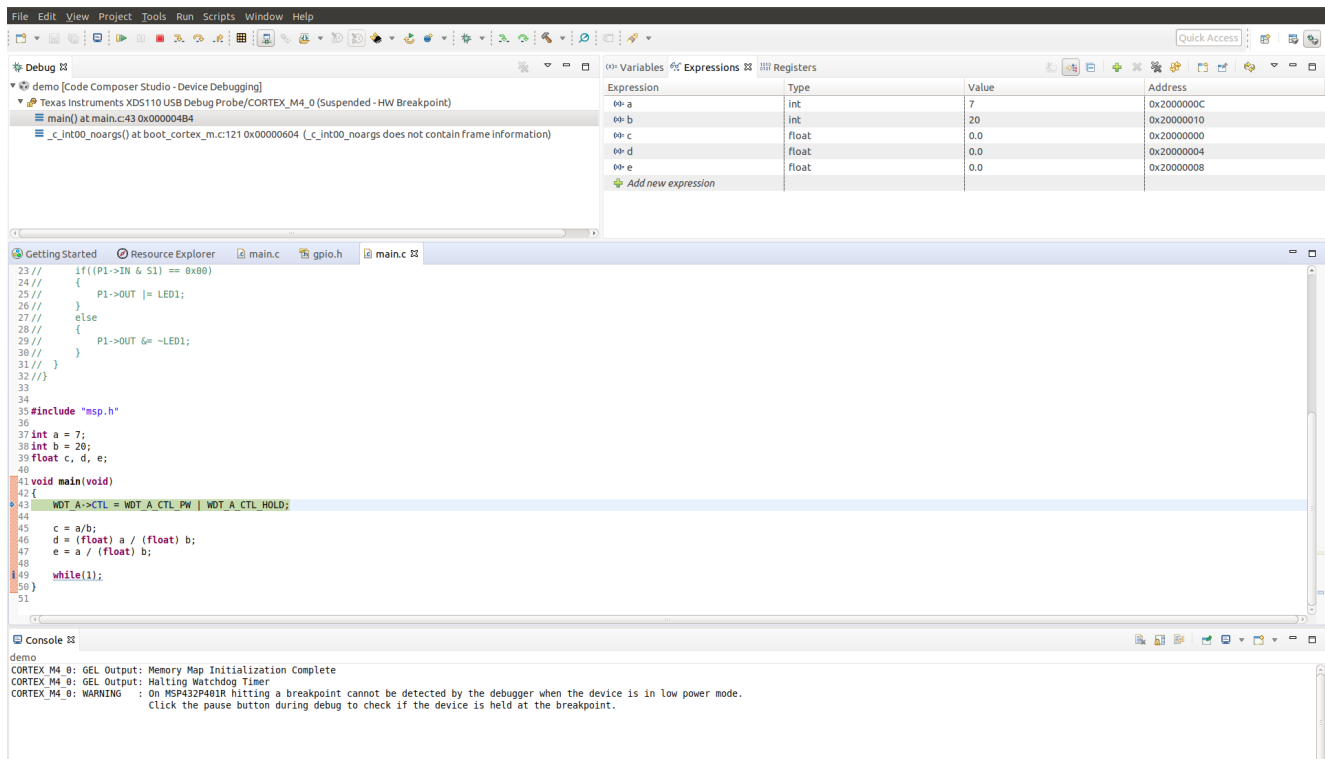 File Edit View Project Tools Run Scripts Window Help
Quick Access
Debug
demo [Code Composer Studio - Device Debugging]
Texas Instruments XDS110 USB Debug Probe/CORTEX_M4_0 (Suspended - HW Breakpoint)
main() at main.c:43 0x000004B4
_c_int00_noargs() at boot_cortex_m.c:121 0x00000604 (_c_int00_noargs does not contain frame information)
(x)= Variables Expressions Registers
Expression Type Value Address
(x)= a int 7 0x2000000C
(x)= b int 20 0x20000010
(x)= c float 0.0 0x20000000
(x)= d float 0.0 0x20000004
(x)= e float 0.0 0x20000008
Add new expression
Getting Started Resource Explorer main.c gpio.h main.c
23 // if((P1->IN & S1) == 0x00)
24 // {
25 // P1->OUT |= LED1;
26 // }
27 // else
28 // {
29 // P1->OUT &= ~LED1;
30 // }
31 // }
32 //}
33
34
35 #include "msp.h"
36
37 int a = 7;
38 int b = 20;
39 float c, d, e;
40
41 void main(void)
42 {
43 WDT_A->CTL = WDT_A_CTL_PW | WDT_A_CTL_HOLD;
44
45 c = a/b;
46 d = (float) a / (float) b;
47 e = a / (float) b;
48
49 while(1);
50 }
51
Console
demo
CORTEX_M4_0: GEL Output: Memory Map Initialization Complete
CORTEX_M4_0: GEL Output: Halting Watchdog Timer
CORTEX_M4_0: WARNING : On MSP432P401R hitting a breakpoint cannot be detected by the debugger when the device is in low power mode.
Click the pause button during debug to check if the device is held at the breakpoint.